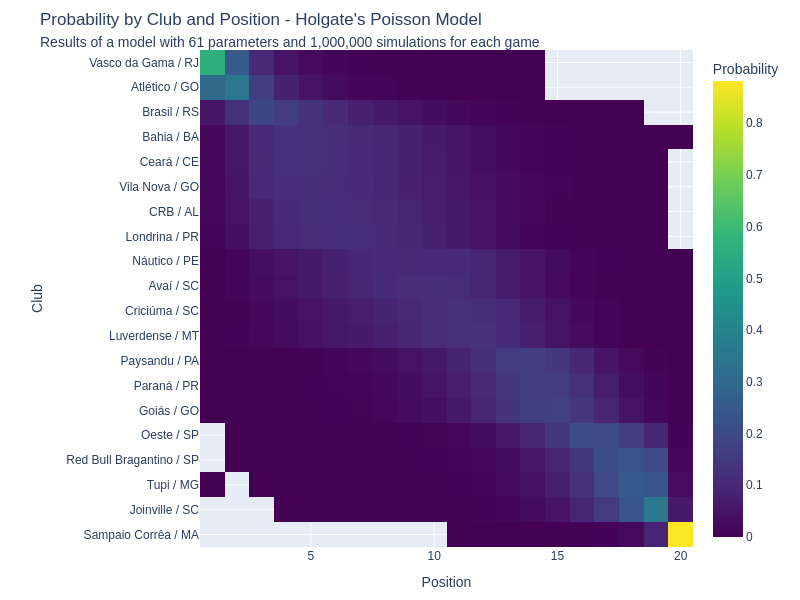 Probability by Club and Position - Holgate's Poisson Model
Results of a model with 61 parameters and 1,000,000 simulations for each game
Vasco da Gama / RJ
Atlético / GO
Brasil / RS
Bahia / BA
Ceará / CE
Vila Nova / GO
CRB / AL
Londrina / PR
Náutico / PE
Avaí / SC
Criciúma / SC
Luverdense / MT
Paysandu / PA
Paraná / PR
Goiás / GO
Oeste / SP
Red Bull Bragantino / SP
Tupi / MG
Joinville / SC
Sampaio Corrêa / MA
Club
5 10 15 20
Position
Probability
0.8
0.7
0.6
0.5
0.4
0.3
0.2
0.1
0